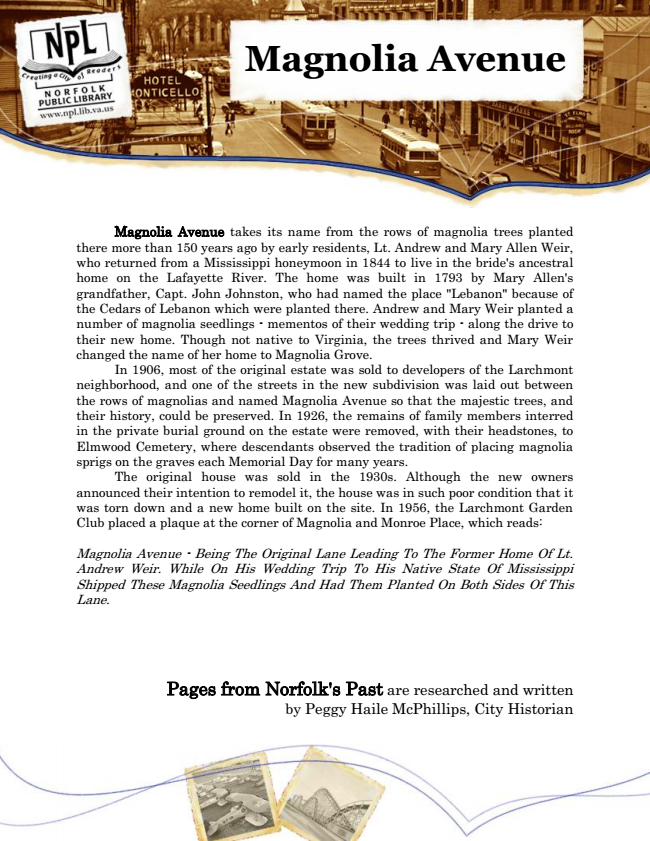 NPL
Creating a City of Readers
NORFOLK
PUBLIC LIBRARY
www.npl.lib.va.us
HOTEL
MONTICELLO
Magnolia Avenue
Magnolia Avenue takes its name from the rows of magnolia trees planted
there more than 150 years ago by early residents, Lt. Andrew and Mary Allen Weir,
who returned from a Mississippi honeymoon in 1844 to live in the bride's ancestral
home on the Lafayette River. The home was built in 1793 by Mary Allen's
grandfather, Capt. John Johnston, who had named the place "Lebanon" because of
the Cedars of Lebanon which were planted there. Andrew and Mary Weir planted a
number of magnolia seedlings - mementos of their wedding trip - along the drive to
their new home. Though not native to Virginia, the trees thrived and Mary Weir
changed the name of her home to Magnolia Grove.
In 1906, most of the original estate was sold to developers of the Larchmont
neighborhood, and one of the streets in the new subdivision was laid out between
the rows of magnolias and named Magnolia Avenue so that the majestic trees, and
their history, could be preserved. In 1926, the remains of family members interred
in the private burial ground on the estate were removed, with their headstones, to
Elmwood Cemetery, where descendants observed the tradition of placing magnolia
sprigs on the graves each Memorial Day for many years.
The original house was sold in the 1930s. Although the new owners
announced their intention to remodel it, the house was in such poor condition that it
was torn down and a new home built on the site. In 1956, the Larchmont Garden
Club placed a plaque at the corner of Magnolia and Monroe Place, which reads:
Magnolia Avenue - Being The Original Lane Leading To The Former Home Of Lt.
Andrew Weir. While On His Wedding Trip To His Native State Of Mississippi
Shipped These Magnolia Seedlings And Had Them Planted On Both Sides Of This
Lane.
Pages from Norfolk's Past are researched and written
by Peggy Haile McPhillips, City Historian